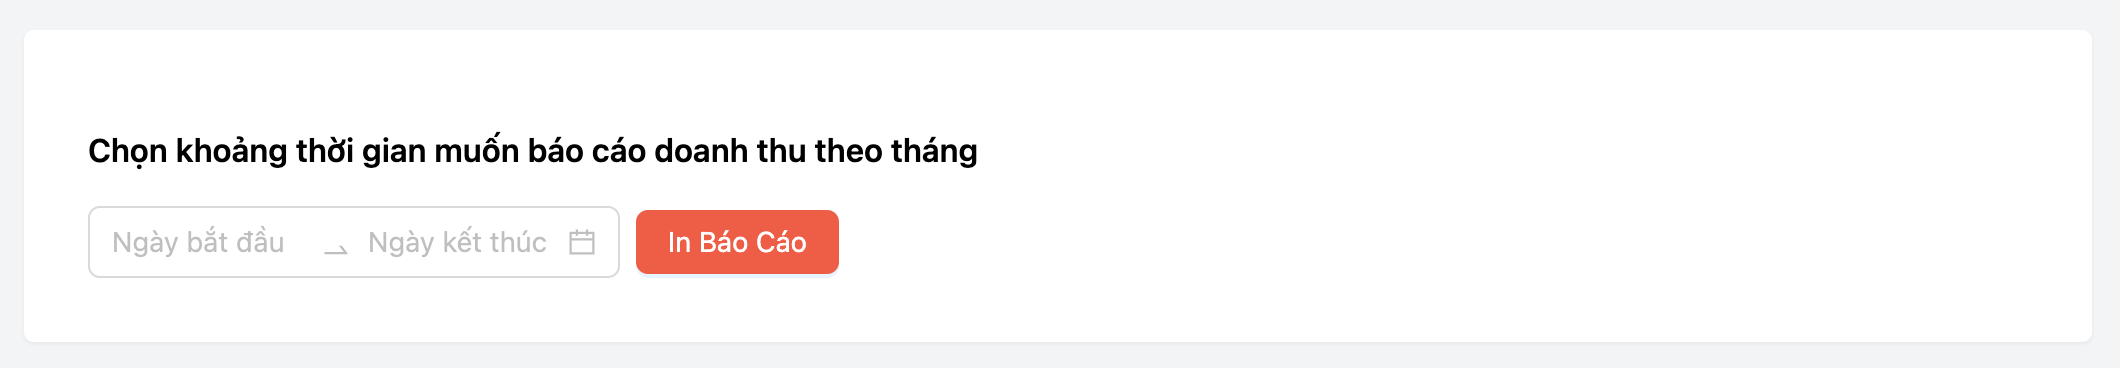 Chọn khoảng thời gian muốn báo cáo doanh thu theo tháng
Ngày bắt đầu Ngày kết thúc In Báo Cáo